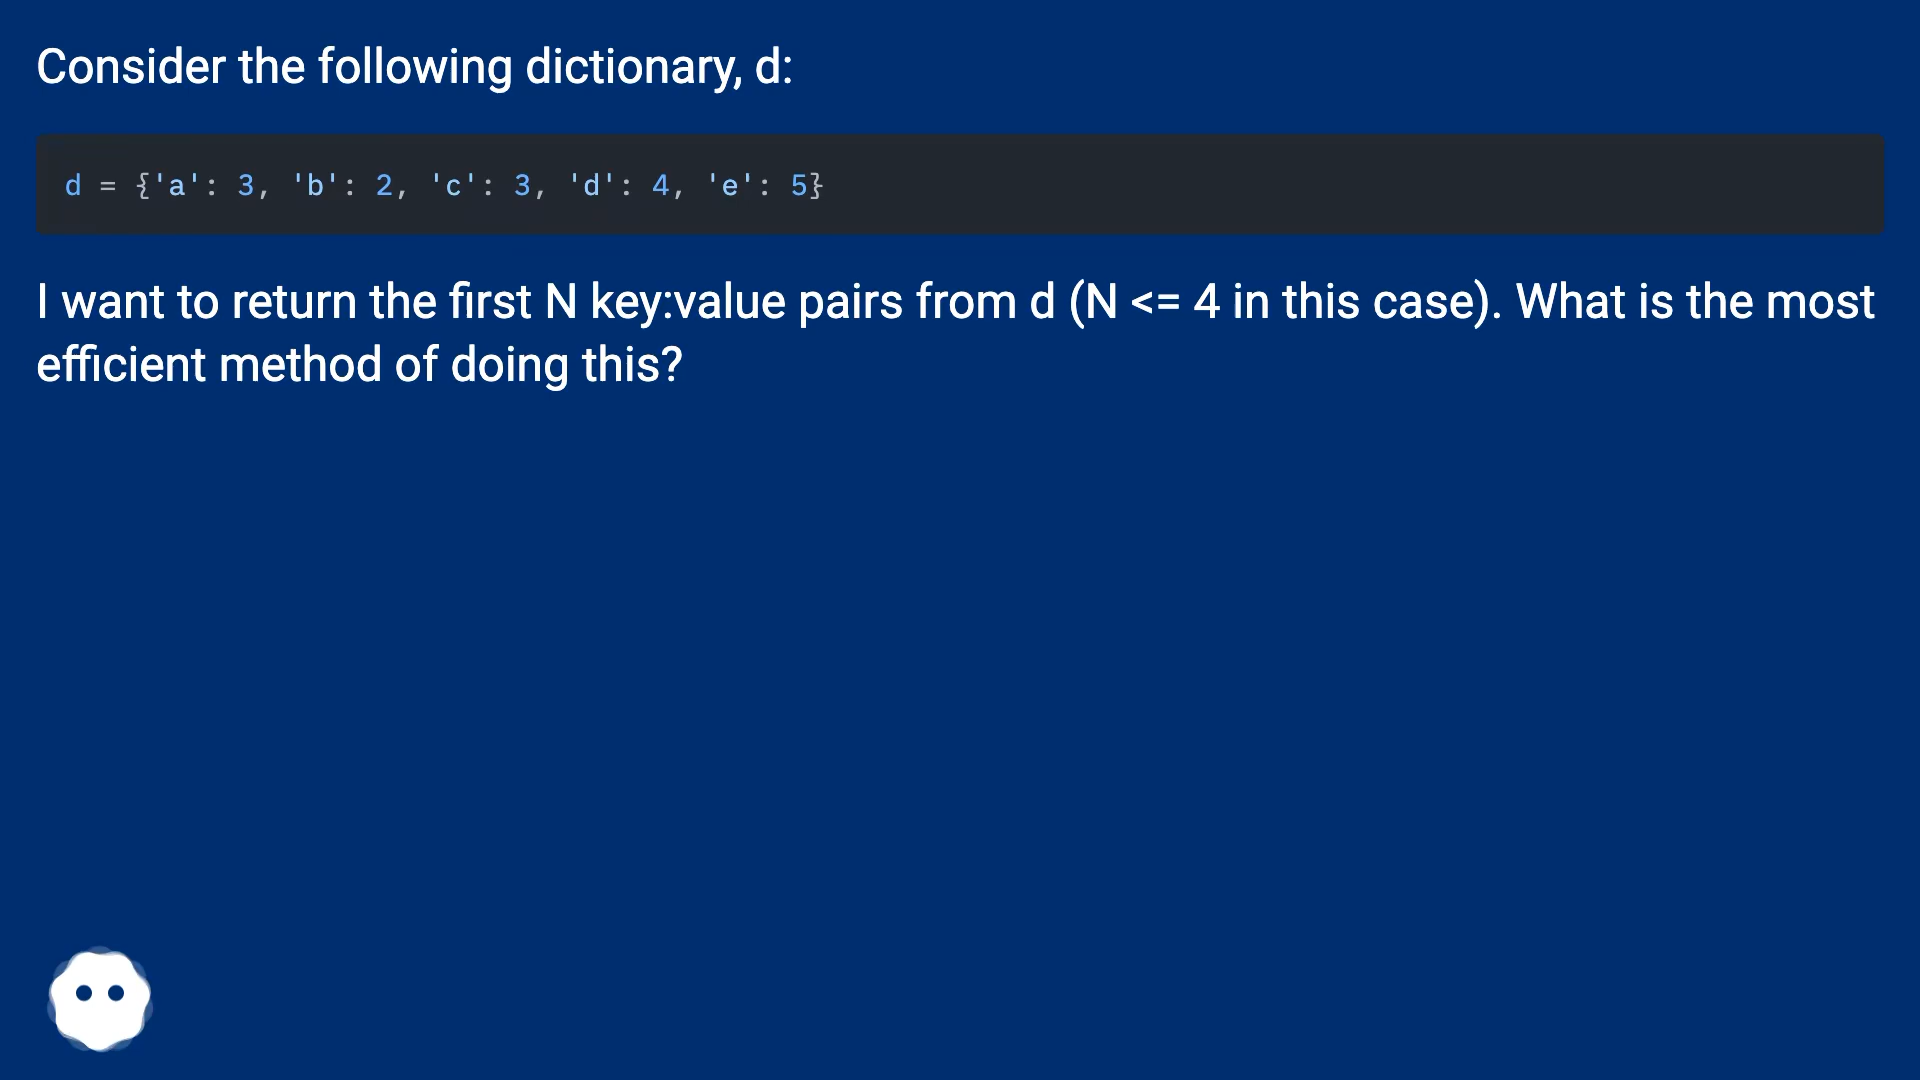 Consider the following dictionary, d:
d = {'a': 3, 'b': 2, 'c': 3, 'd': 4, 'e': 5}
I want to return the first N key:value pairs from d (N <= 4 in this case). What is the most
efficient method of doing this?